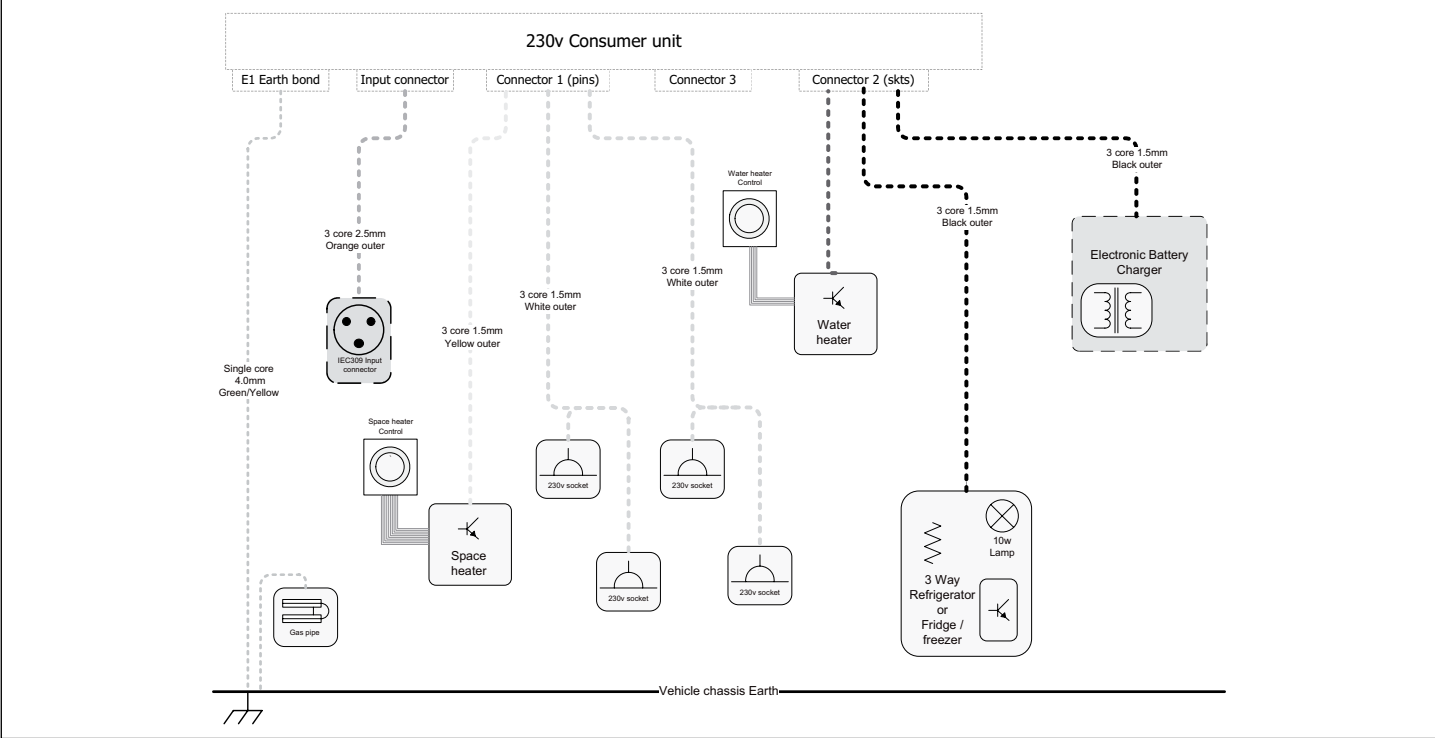 230v Consumer unit
E1 Earth bond
Input connector
Connector 1 (pins)
Connector 3
Connector 2 (skts)
3 core 1.5mm
Black outer
Water heater
Control
3 core 1.5mm
Black outer
3 core 2.5mm
Orange outer
Electronic Battery
Charger
3 core 1.5mm
White outer
3 core 1.5mm
White outer
3 core 1.5mm
Yellow outer
Water
heater
IEC309 Input
connector
Single core
4.0mm
Green/Yellow
Space heater
Control
230v socket
230v socket
10w
Lamp
Space
heater
3 Way
Refrigerator
or
Fridge /
freezer
230v socket
230v socket
Gas pipe
Vehicle chassis Earth